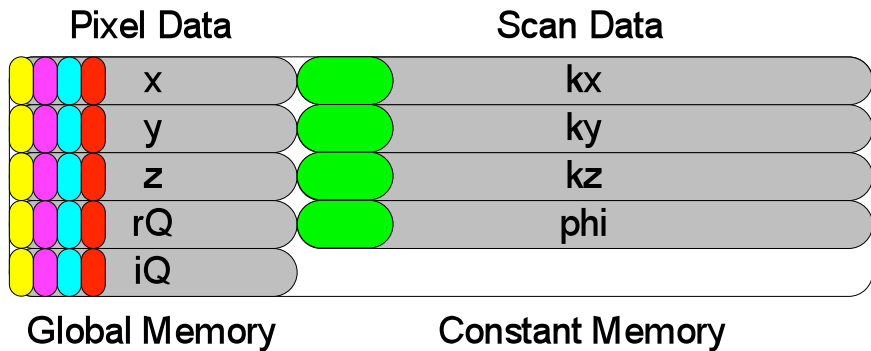 Pixel Data Scan Data
x kx
y ky
z kz
rQ phi
iQ
Global Memory Constant Memory